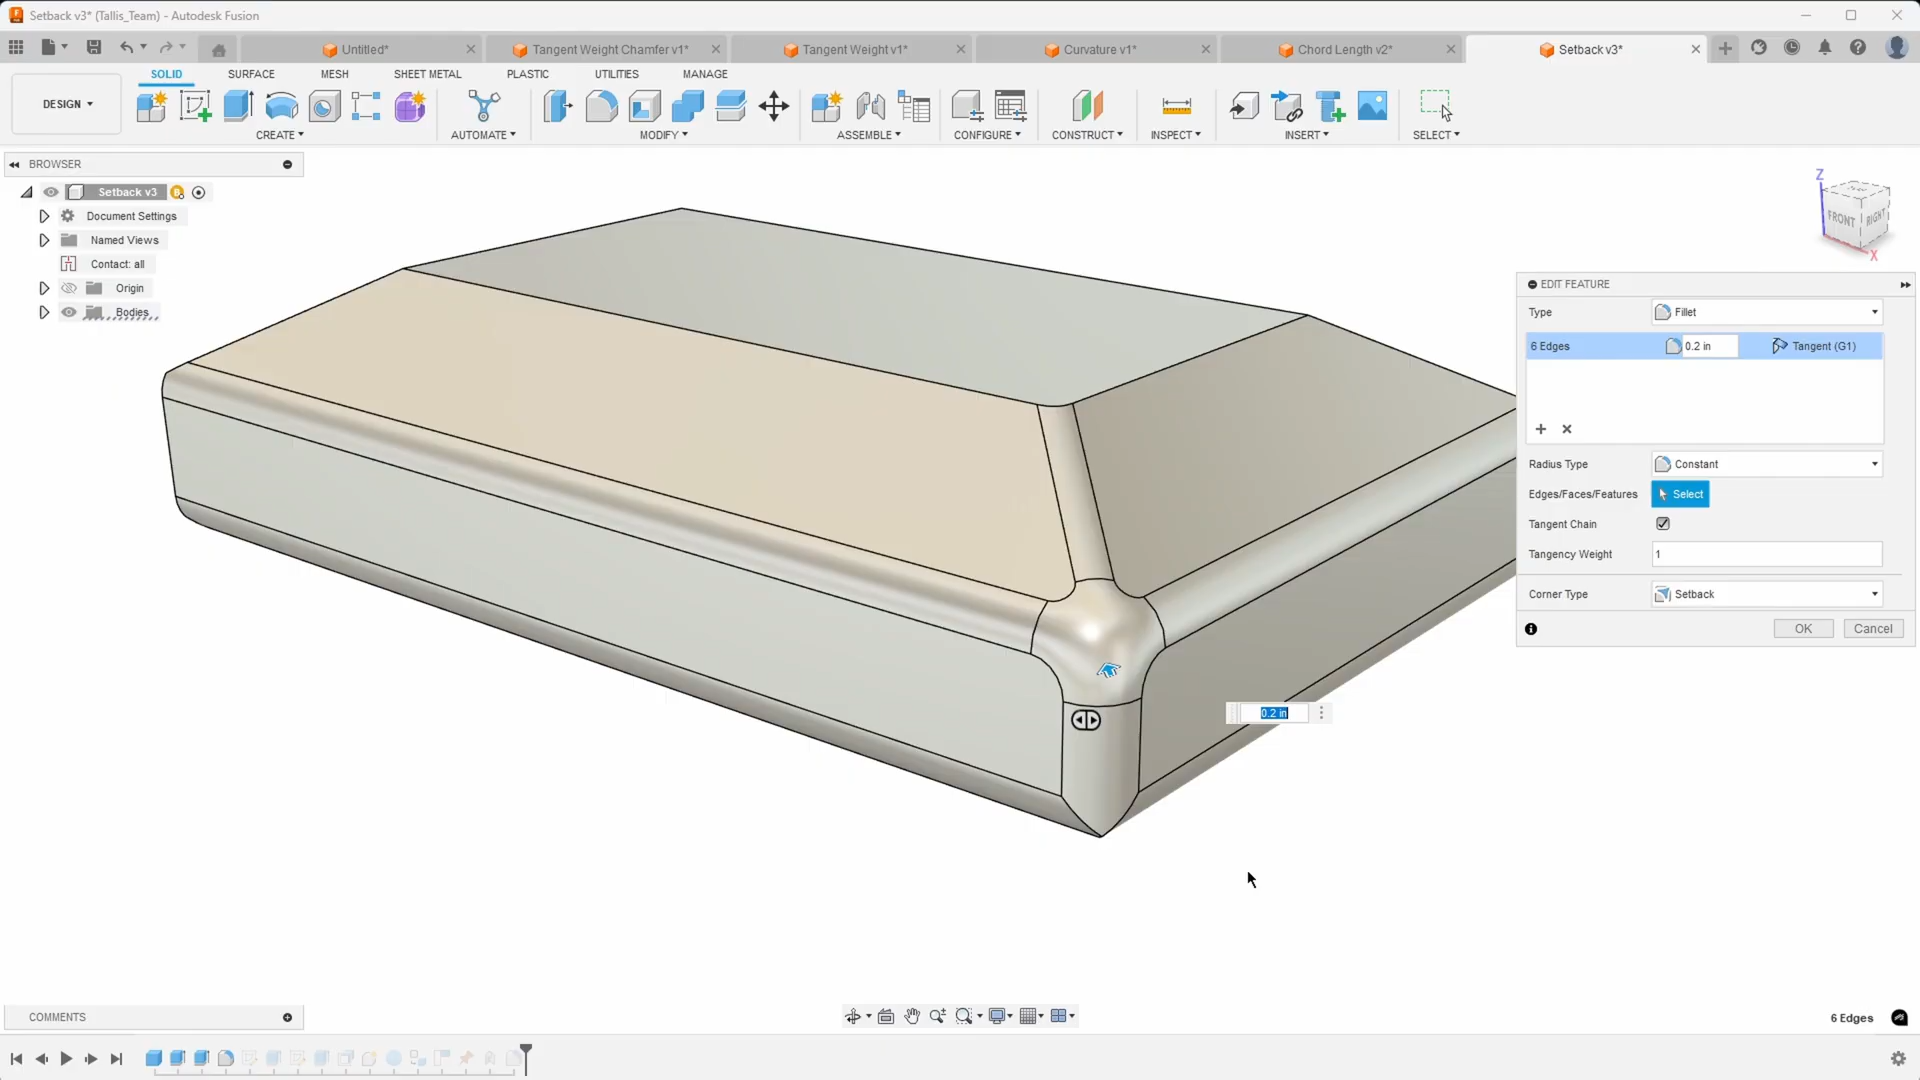 Setback v3* (Tallis_Team) - Autodesk Fusion
Untitled*
Tangent Weight Chamfer v1*
Tangent Weight v1*
Curvature v1*
Chord Length v2*
Setback v3*
SOLID
SURFACE
MESH
SHEET METAL
PLASTIC
UTILITIES
MANAGE
DESIGN
CREATE
AUTOMATE
MODIFY
ASSEMBLE
CONFIGURE
CONSTRUCT
INSPECT
INSERT
SELECT
BROWSER
Setback v3
Document Settings
Named Views
Contact: all
Origin
Bodies
Z
FRONT
RIGHT
X
EDIT FEATURE
Type
Fillet
6 Edges
0.2 in
Tangent (G1)
Radius Type
Constant
Edges/Faces/Features
Select
Tangent Chain
Tangency Weight
1
Corner Type
Setback
OK
Cancel
0.2 in
COMMENTS
6 Edges